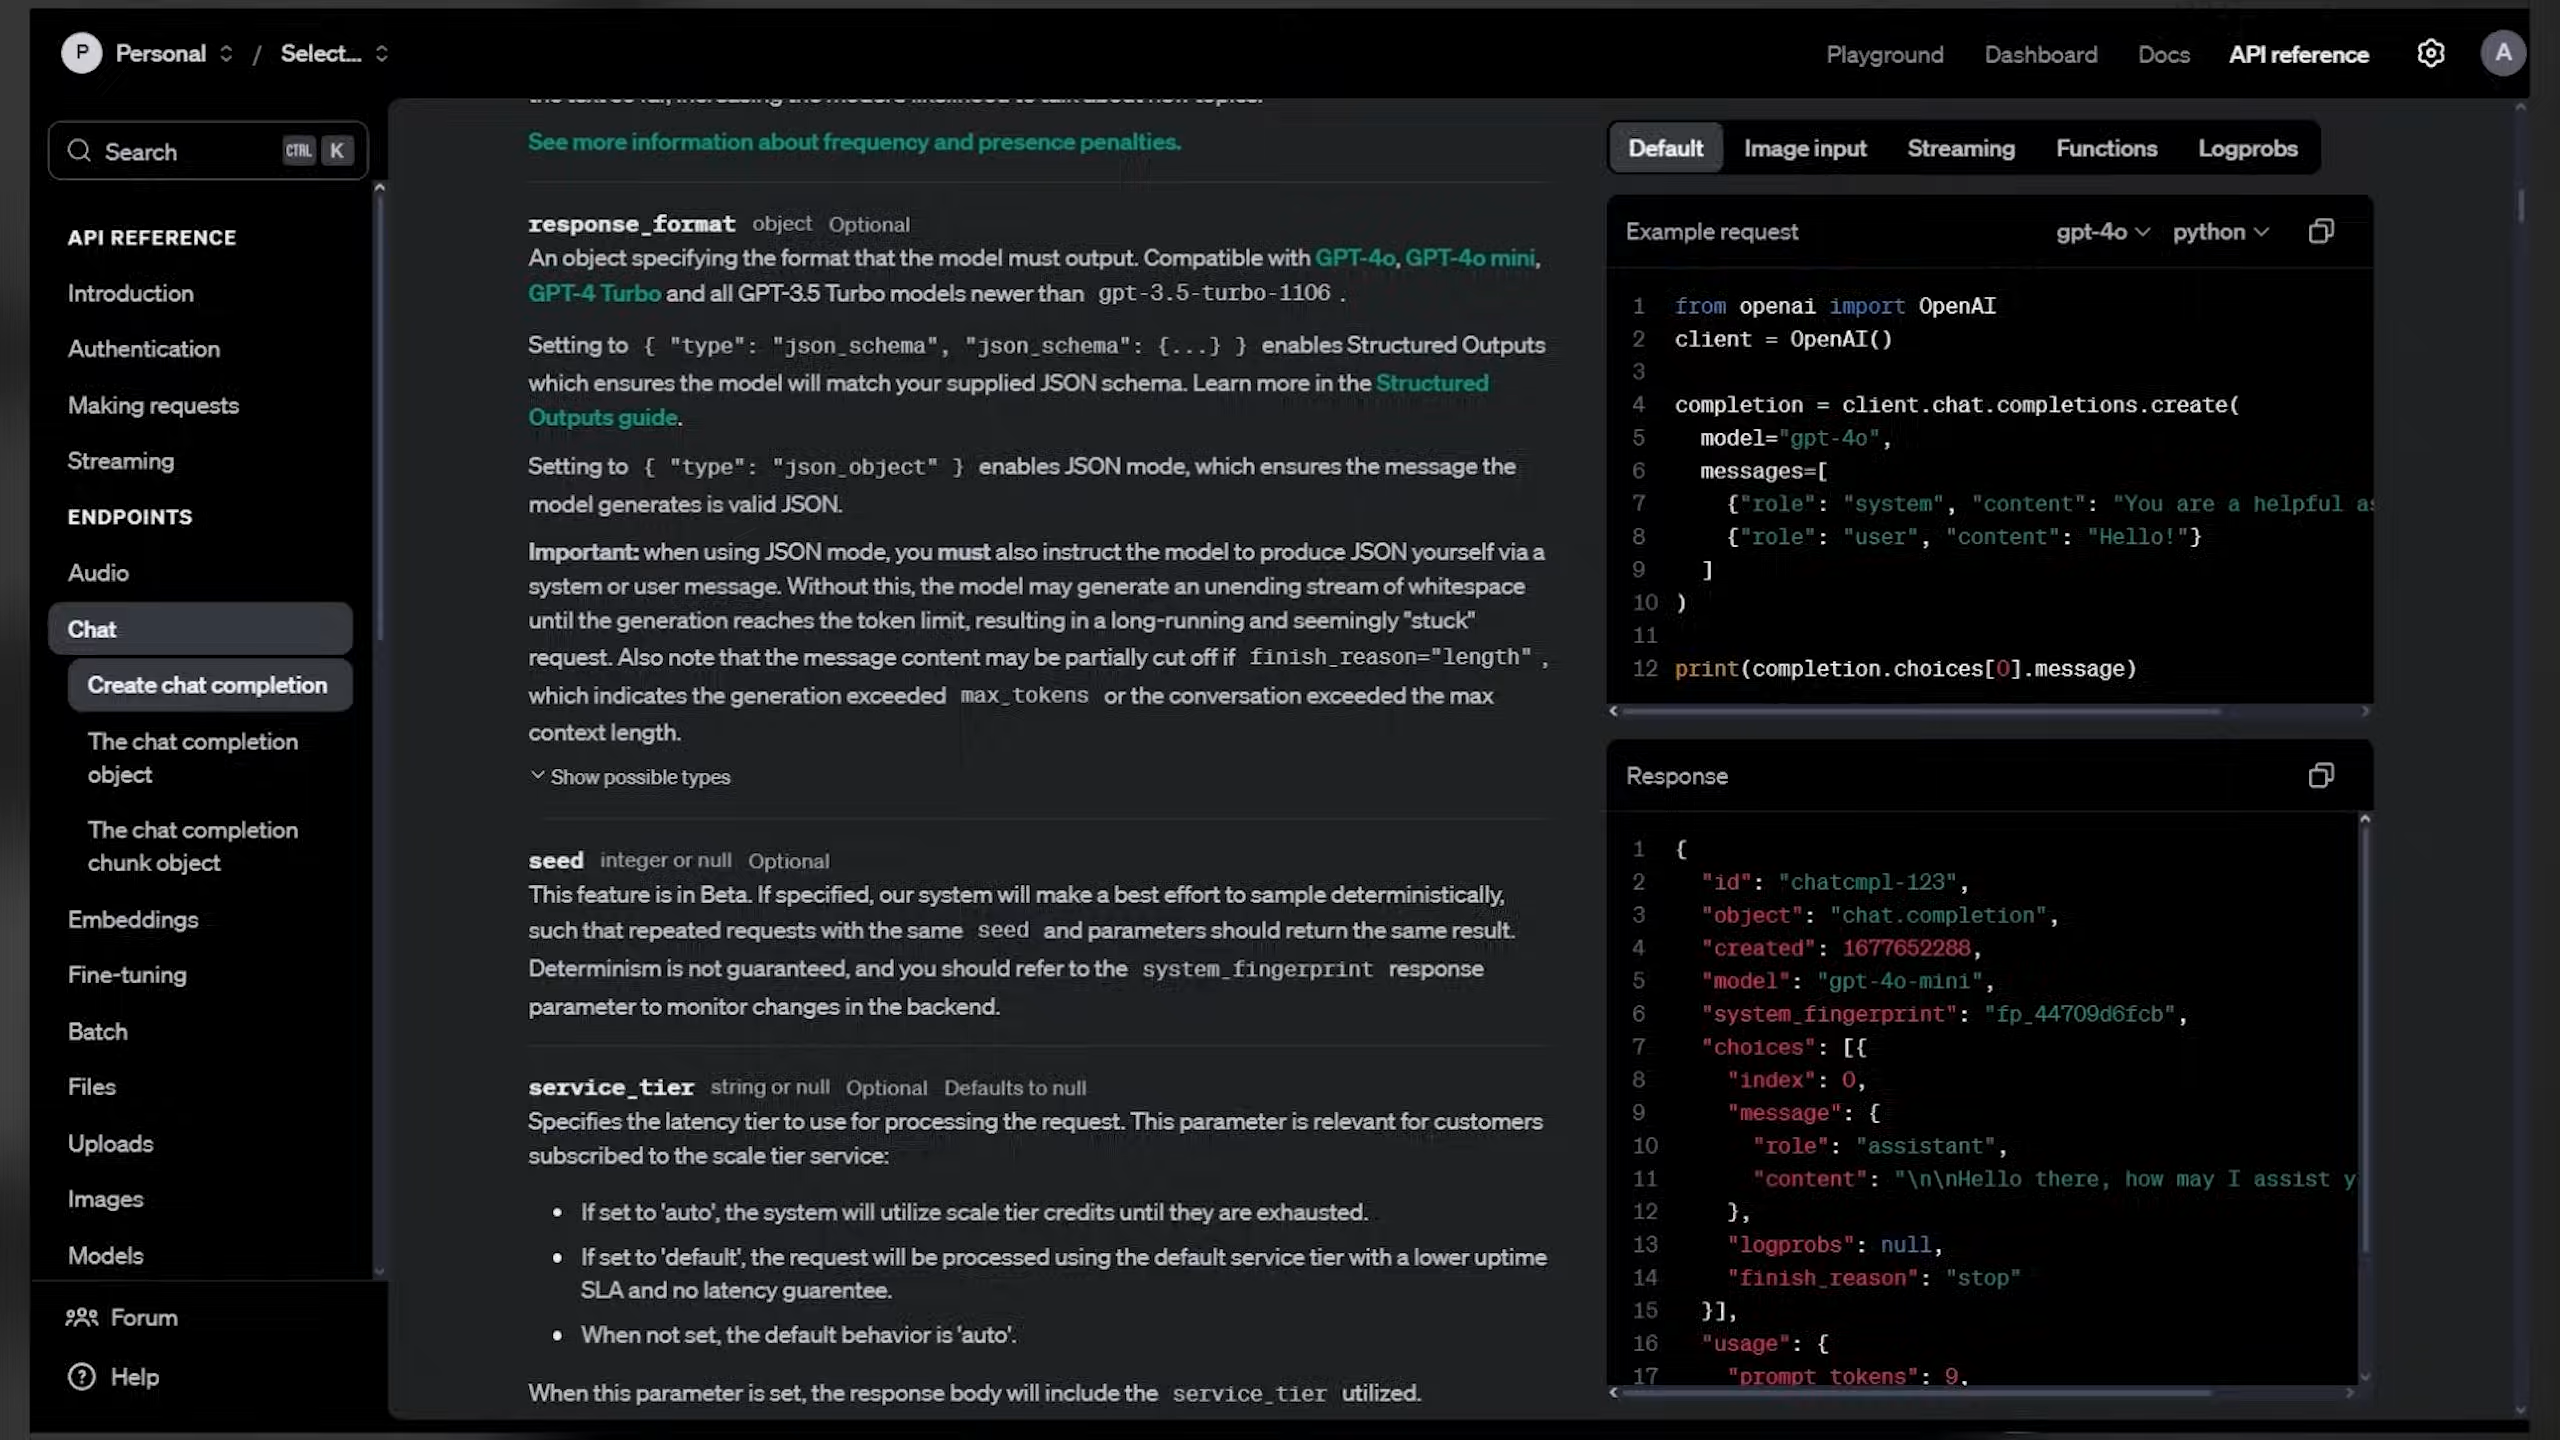 P Personal / Select...
Playground Dashboard Docs API reference A
Search CTRL K
API REFERENCE
Introduction
Authentication
Making requests
Streaming
ENDPOINTS
Audio
Chat
Create chat completion
The chat completion
object
The chat completion
chunk object
Embeddings
Fine-tuning
Batch
Files
Uploads
Images
Models
Forum
Help
See more information about frequency and presence penalties.
response_format object Optional
An object specifying the format that the model must output. Compatible with GPT-4o, GPT-4o mini,
GPT-4 Turbo and all GPT-3.5 Turbo models newer than gpt-3.5-turbo-1106 .
Setting to { "type": "json_schema", "json_schema": {...} } enables Structured Outputs
which ensures the model will match your supplied JSON schema. Learn more in the Structured
Outputs guide.
Setting to { "type": "json_object" } enables JSON mode, which ensures the message the
model generates is valid JSON.
Important: when using JSON mode, you must also instruct the model to produce JSON yourself via a
system or user message. Without this, the model may generate an unending stream of whitespace
until the generation reaches the token limit, resulting in a long-running and seemingly "stuck"
request. Also note that the message content may be partially cut off if finish_reason="length" ,
which indicates the generation exceeded max_tokens or the conversation exceeded the max
context length.
Show possible types
seed integer or null Optional
This feature is in Beta. If specified, our system will make a best effort to sample deterministically,
such that repeated requests with the same seed and parameters should return the same result.
Determinism is not guaranteed, and you should refer to the system_fingerprint response
parameter to monitor changes in the backend.
service_tier string or null Optional Defaults to null
Specifies the latency tier to use for processing the request. This parameter is relevant for customers
subscribed to the scale tier service:
• If set to 'auto', the system will utilize scale tier credits until they are exhausted.
• If set to 'default', the request will be processed using the default service tier with a lower uptime
SLA and no latency guarentee.
• When not set, the default behavior is 'auto'.
When this parameter is set, the response body will include the service_tier utilized.
Default Image input Streaming Functions Logprobs
Example request gpt-4o python
1 from openai import OpenAI
2 client = OpenAI()
3
4 completion = client.chat.completions.create(
5 model="gpt-4o",
6 messages=[
7 {"role": "system", "content": "You are a helpful as
8 {"role": "user", "content": "Hello!"}
9 ]
10 )
11
12 print(completion.choices[0].message)
Response
1 {
2 "id": "chatcmpl-123",
3 "object": "chat.completion",
4 "created": 1677652288,
5 "model": "gpt-4o-mini",
6 "system_fingerprint": "fp_44709d6fcb",
7 "choices": [{
8 "index": 0,
9 "message": {
10 "role": "assistant",
11 "content": "\n\nHello there, how may I assist y
12 },
13 "logprobs": null,
14 "finish_reason": "stop"
15 }],
16 "usage": {
17 "prompt_tokens": 9,